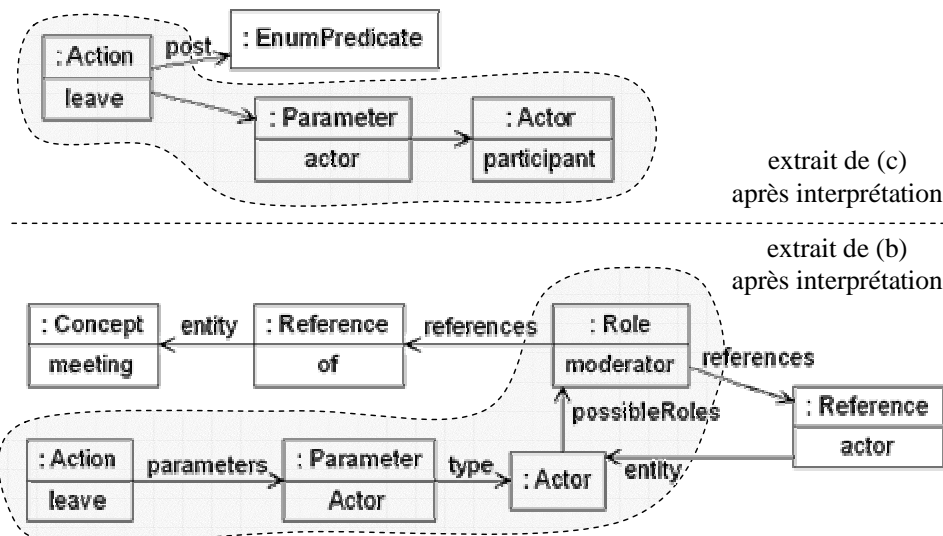 : Action
leave
post
: EnumPredicate
: Parameter
actor
: Actor
participant
extrait de (c)
après interprétation
extrait de (b)
après interprétation
: Concept
meeting
entity
: Reference
of
references
: Role
moderator
references
: Reference
actor
possibleRoles
entity
: Action
leave
parameters
: Parameter
Actor
type
: Actor